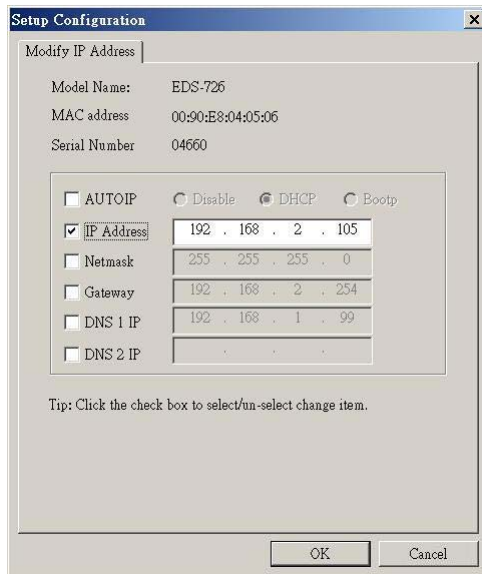 Setup Configuration
Modify IP Address
Model Name: EDS-726
MAC address 00:90:E8:04:05:06
Serial Number 04660
AUTOIP Disable DHCP Bootp
IP Address 192 . 168 . 2 . 105
Netmask 255 . 255 . 255 . 0
Gateway 192 . 168 . 2 . 254
DNS 1 IP 192 . 168 . 1 . 99
DNS 2 IP . . .
Tip: Click the check box to select/un-select change item.
OK Cancel